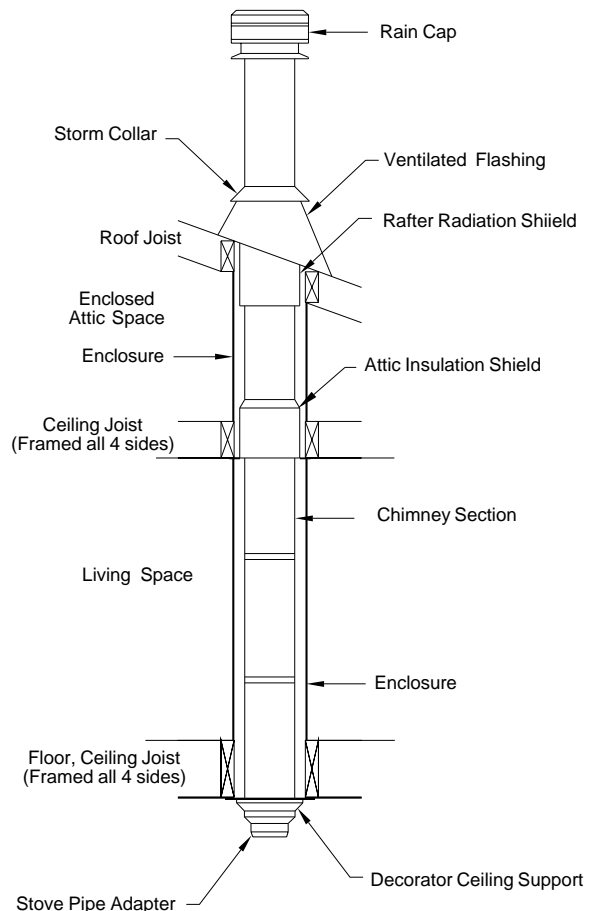 Rain Cap
Storm Collar
Ventilated Flashing
Rafter Radiation Shiield
Roof Joist
Enclosed
Attic Space
Enclosure
Attic Insulation Shield
Ceiling Joist
(Framed all 4 sides)
Chimney Section
Living Space
Enclosure
Floor, Ceiling Joist
(Framed all 4 sides)
Decorator Ceiling Support
Stove Pipe Adapter